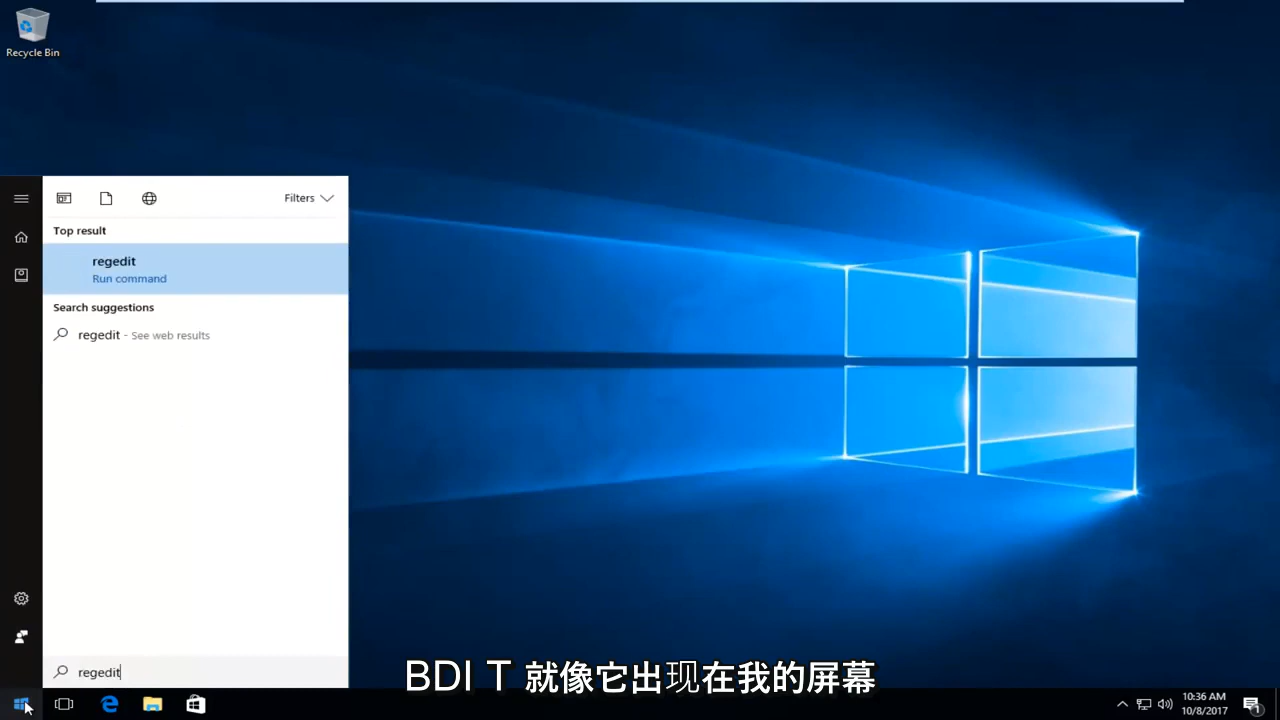 Recycle Bin
Filters
Top result
regedit
Run command
Search suggestions
regedit - See web results
regedit
BDI T 就像它出现在我的屏幕
10:36 AM
10/8/2017
1